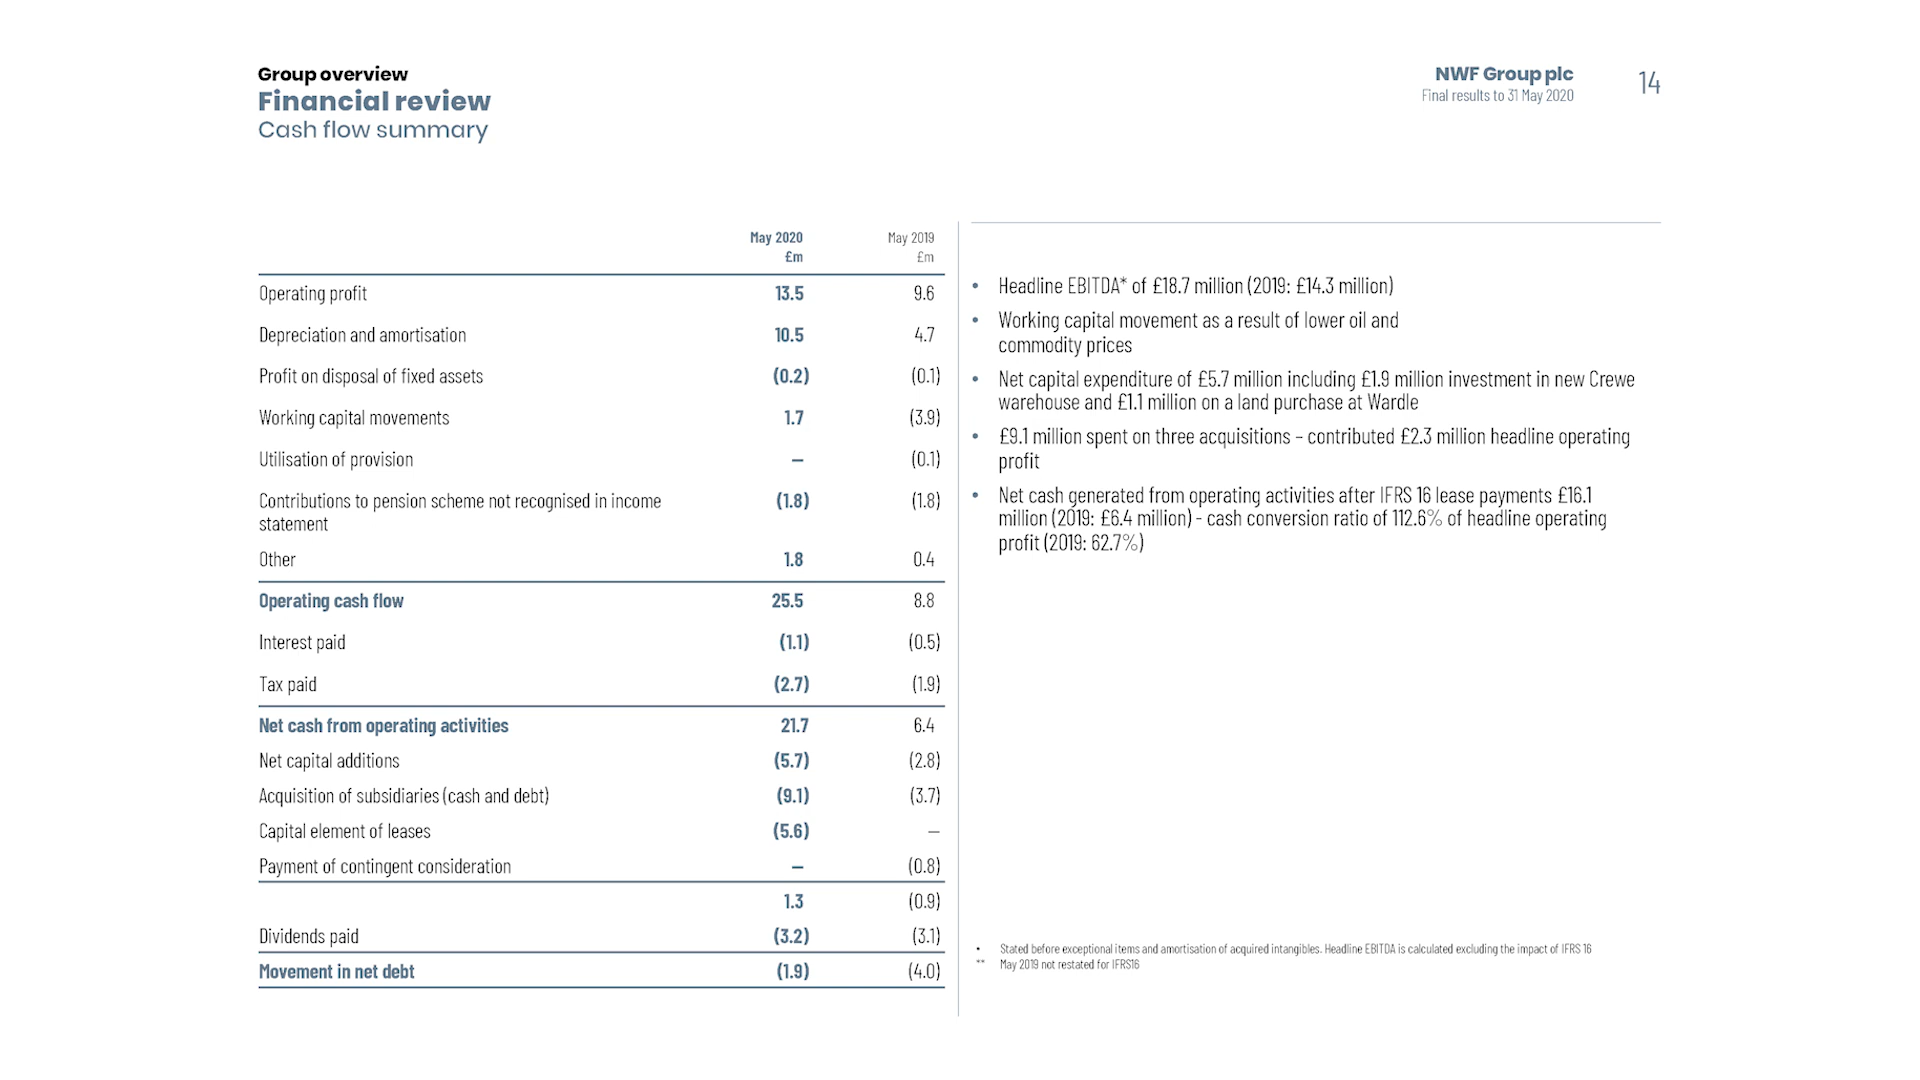 Group overview
Financial review
Cash flow summary
NWF Group plc
Final results to 31 May 2020
14
May 2020 May 2019
£m £m
Operating profit 13.5 9.6
Depreciation and amortisation 10.5 4.7
Profit on disposal of fixed assets (0.2) (0.1)
Working capital movements 1.7 (3.9)
Utilisation of provision – (0.1)
Contributions to pension scheme not recognised in income (1.8) (1.8)
statement
Other 1.8 0.4
Operating cash flow 25.5 8.8
Interest paid (1.1) (0.5)
Tax paid (2.7) (1.9)
Net cash from operating activities 21.7 6.4
Net capital additions (5.7) (2.8)
Acquisition of subsidiaries (cash and debt) (9.1) (3.7)
Capital element of leases (5.6) –
Payment of contingent consideration – (0.8)
1.3 (0.9)
Dividends paid (3.2) (3.1)
Movement in net debt (1.9) (4.0)
• Headline EBITDA* of £18.7 million (2019: £14.3 million)
• Working capital movement as a result of lower oil and
commodity prices
• Net capital expenditure of £5.7 million including £1.9 million investment in new Crewe
warehouse and £1.1 million on a land purchase at Wardle
• £9.1 million spent on three acquisitions – contributed £2.3 million headline operating
profit
• Net cash generated from operating activities after IFRS 16 lease payments £16.1
million (2019: £6.4 million) - cash conversion ratio of 112.6% of headline operating
profit (2019: 62.7%)
• Stated before exceptional items and amortisation of acquired intangibles. Headline EBITDA is calculated excluding the impact of IFRS 16
** May 2019 not restated for IFRS16